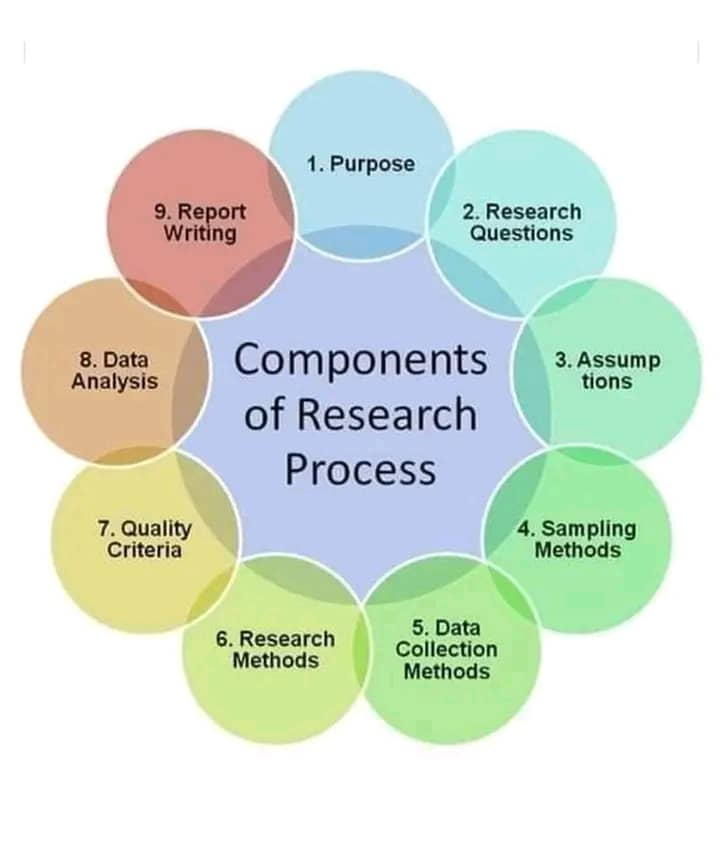 Components
of Research
Process
1. Purpose
2. Research
Questions
3. Assump
tions
4. Sampling
Methods
5. Data
Collection
Methods
6. Research
Methods
7. Quality
Criteria
8. Data
Analysis
9. Report
Writing